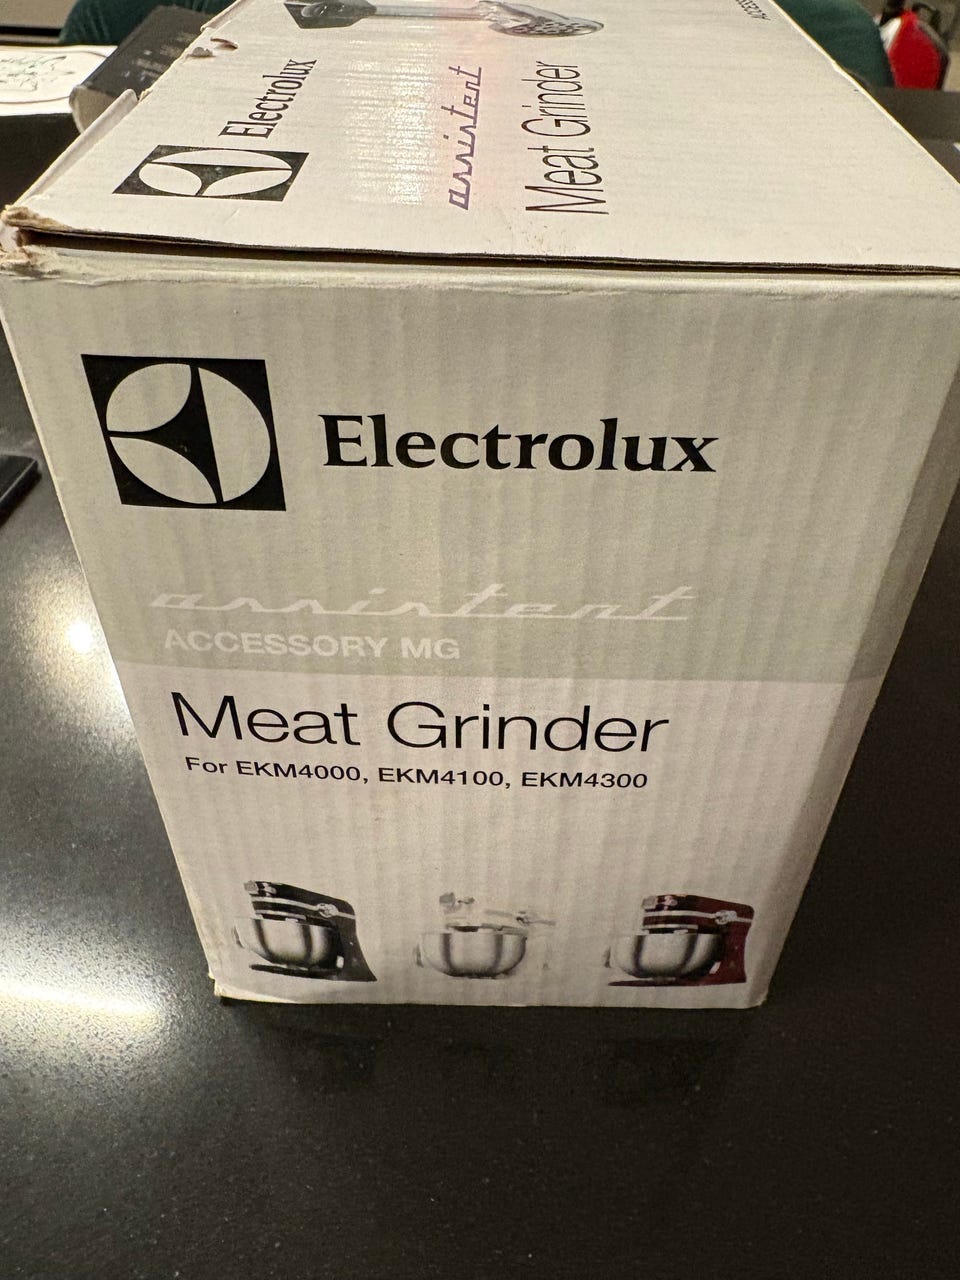 Electrolux
assistent
Meat Grinder
Electrolux
assistent
ACCESSORY MG
Meat Grinder
For EKM4000, EKM4100, EKM4300